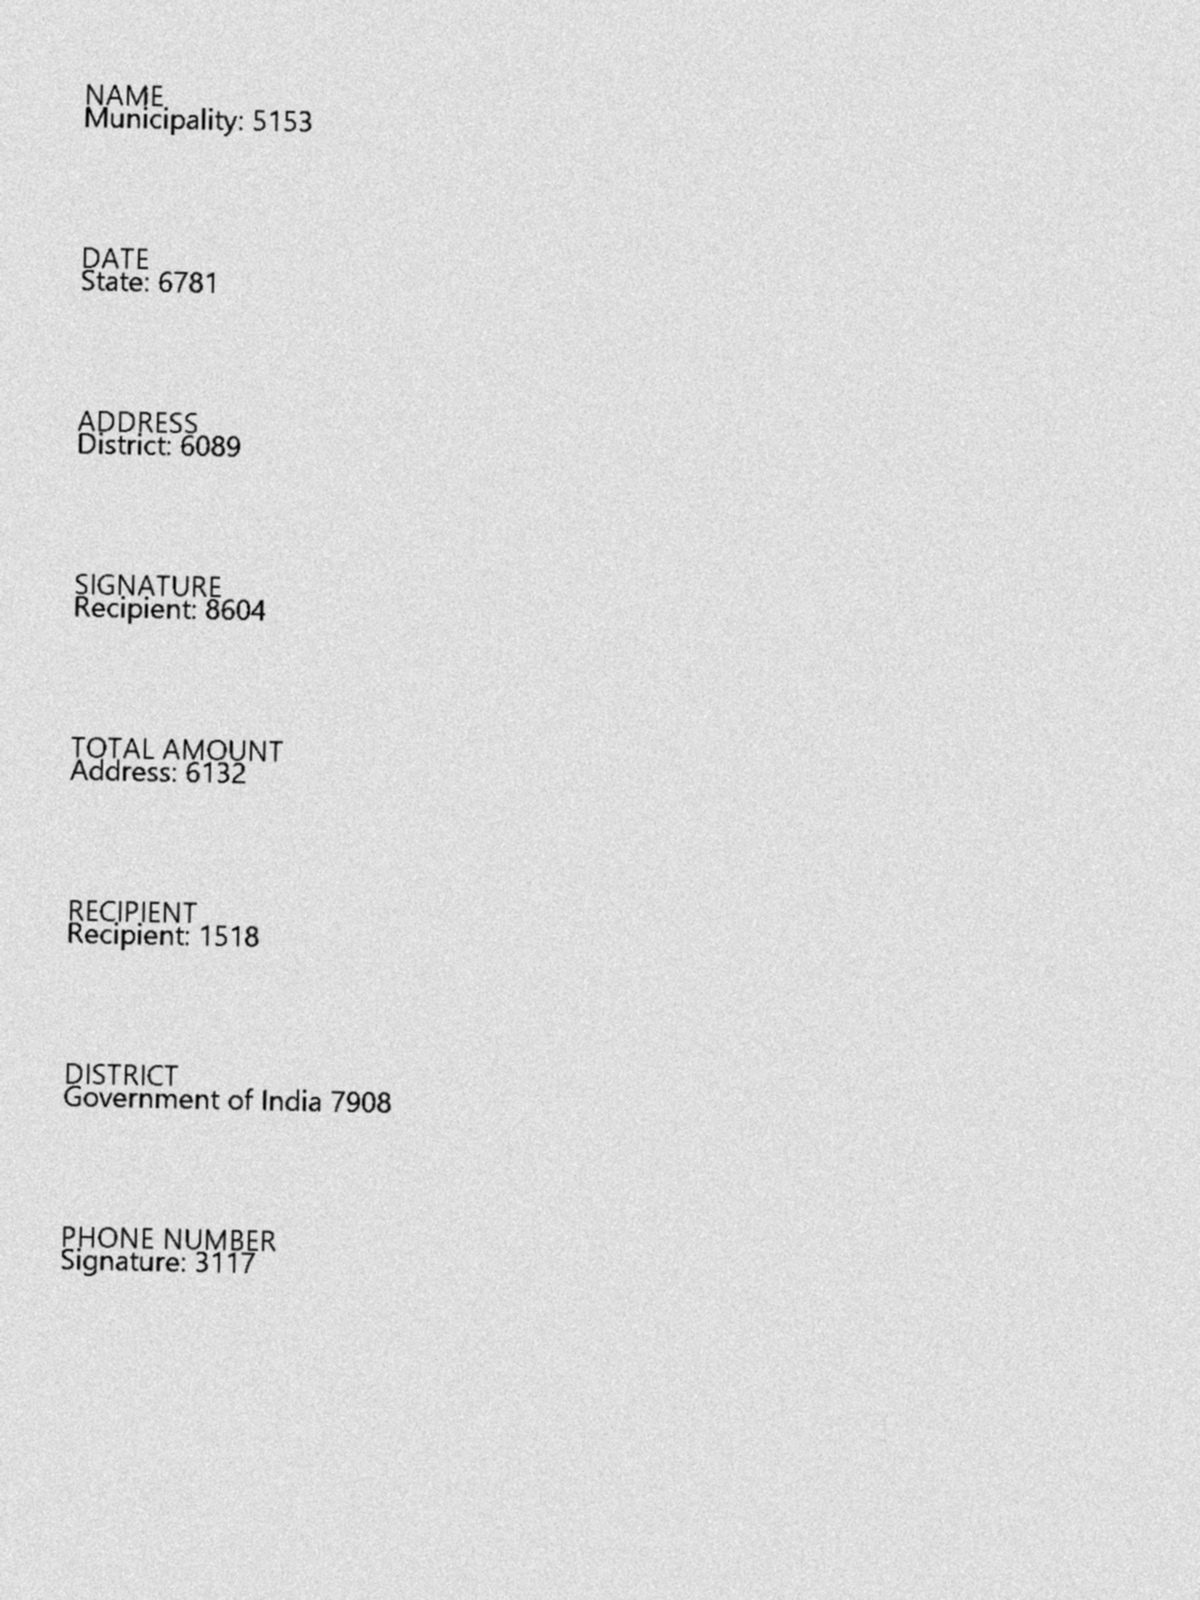 NAME
Municipality: 5153
DATE
State: 6781
ADDRESS
District: 6089
SIGNATURE
Recipient: 8604
TOTAL AMOUNT
Address: 6132
RECIPIENT
Recipient: 1518
DISTRICT
Government of India 7908
PHONE NUMBER
Signature: 3117